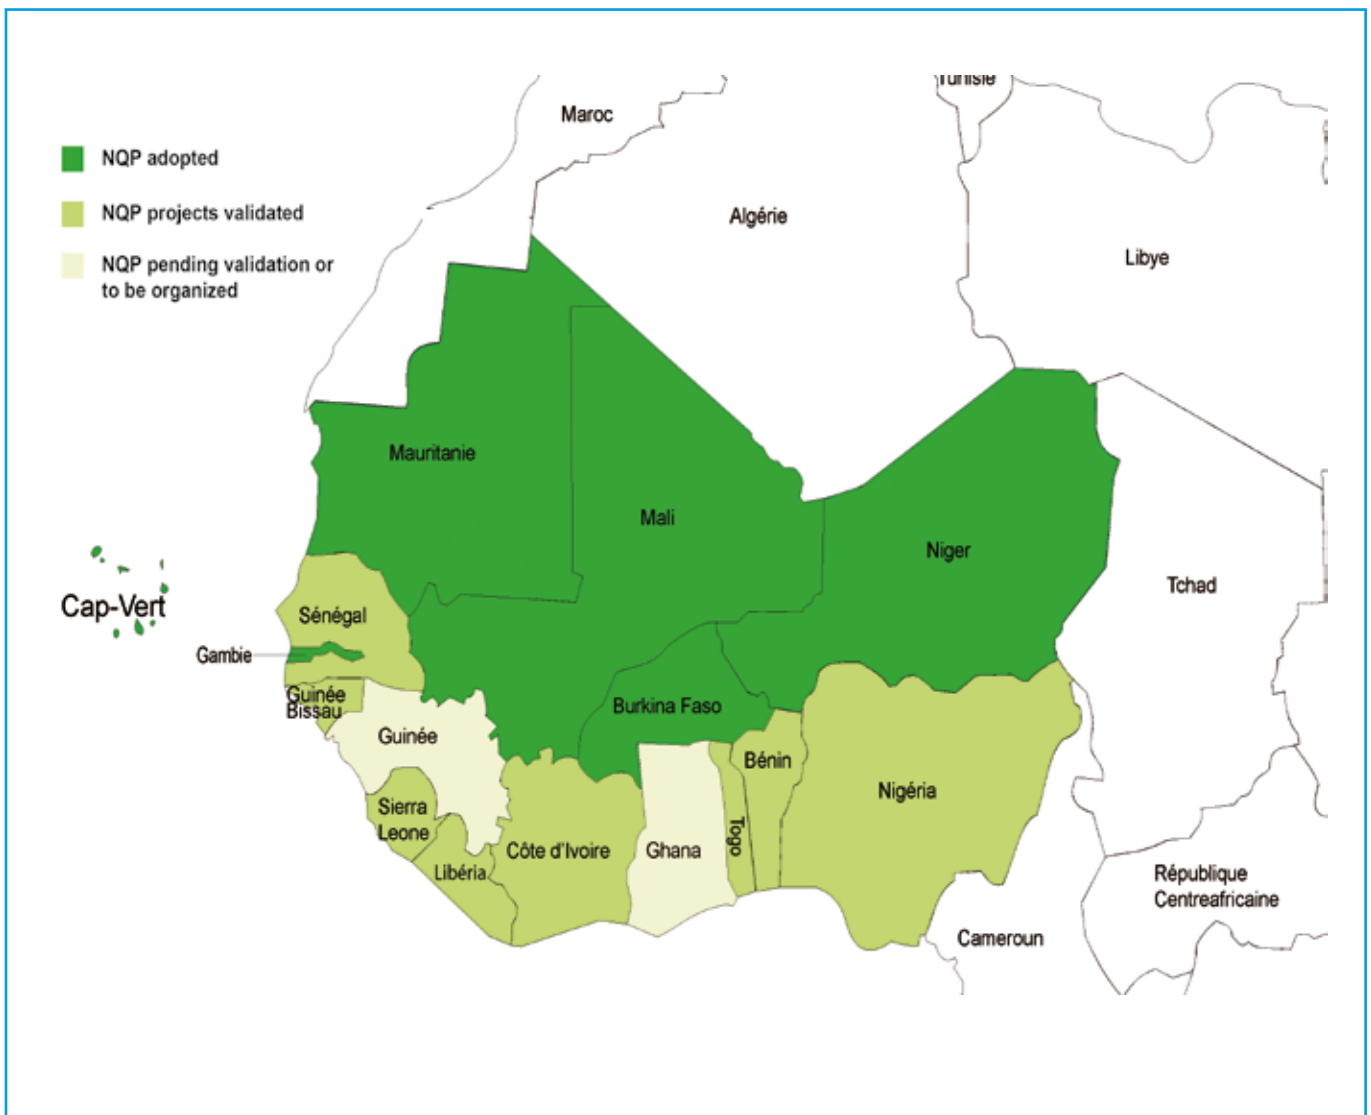 Tunisie
Maroc
NQP adopted
NQP projects validated
Algérie
Libye
NQP pending validation or
to be organized
Mauritanie
Mali
Niger
Tchad
Cap-Vert
Sénégal
Gambie
Guinée
Bissau
Burkina Faso
Guinée
Bénin
Nigéria
Sierra
Leone
Togo
Côte d'Ivoire
Ghana
Libéria
République
Centreafricaine
Cameroun